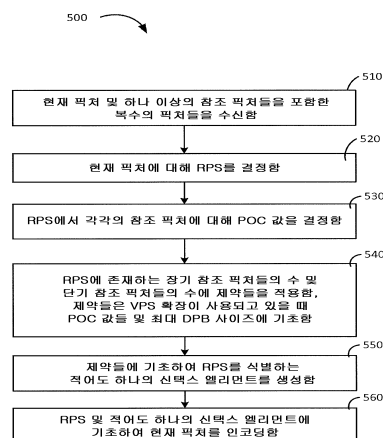 500
510
현재 픽처 및 하나 이상의 참조 픽처들을 포함한
복수의 픽처들을 수신함
520
현재 픽처에 대해 RPS를 결정함
530
RPS에서 각각의 참조 픽처에 대해 POC 값을 결정함
540
RPS에 존재하는 장기 참조 픽처들의 수 및
단기 참조 픽처들의 수에 제약들을 적용함,
제약들은 VPS 확장이 사용되고 있을 때
POC 값들 및 최대 DPB 사이즈에 기초함
550
제약들에 기초하여 RPS를 식별하는
적어도 하나의 신택스 엘리먼트를 생성함
560
RPS 및 적어도 하나의 신택스 엘리먼트에
기초하여 현재 픽처를 인코딩함